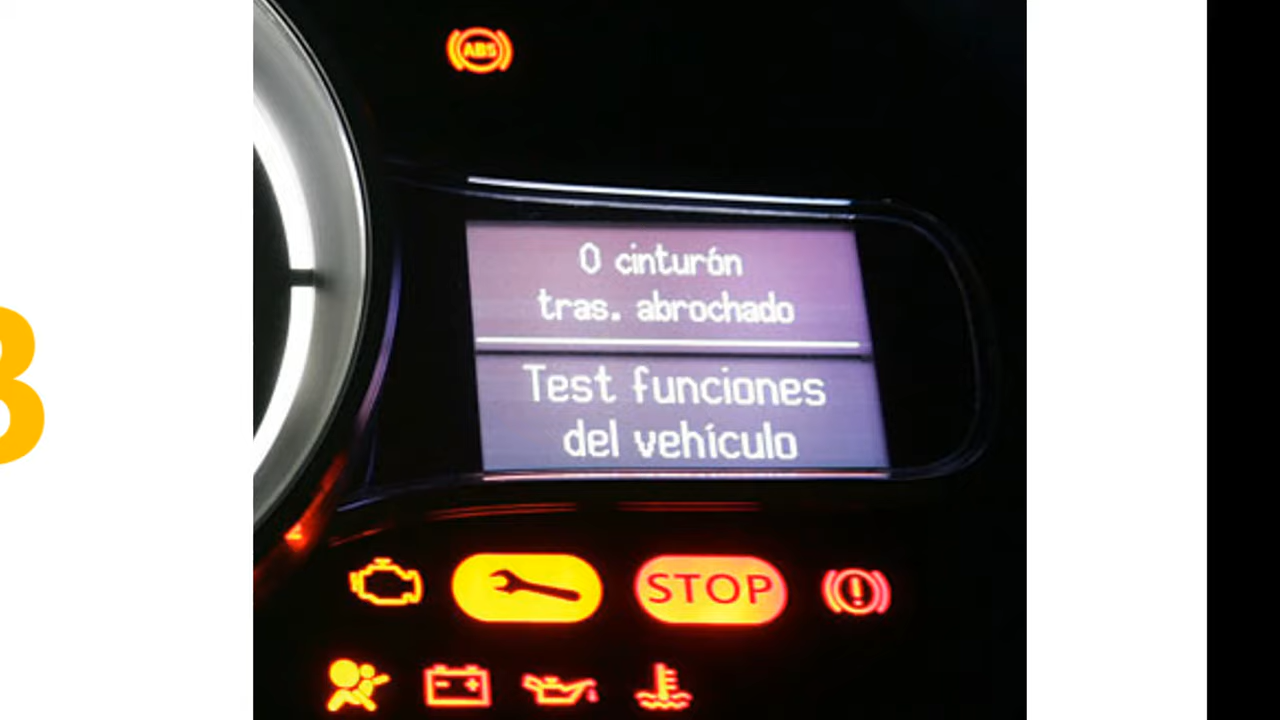 ABS
0 cinturón
tras. abrochado
Test funciones
del vehículo
STOP